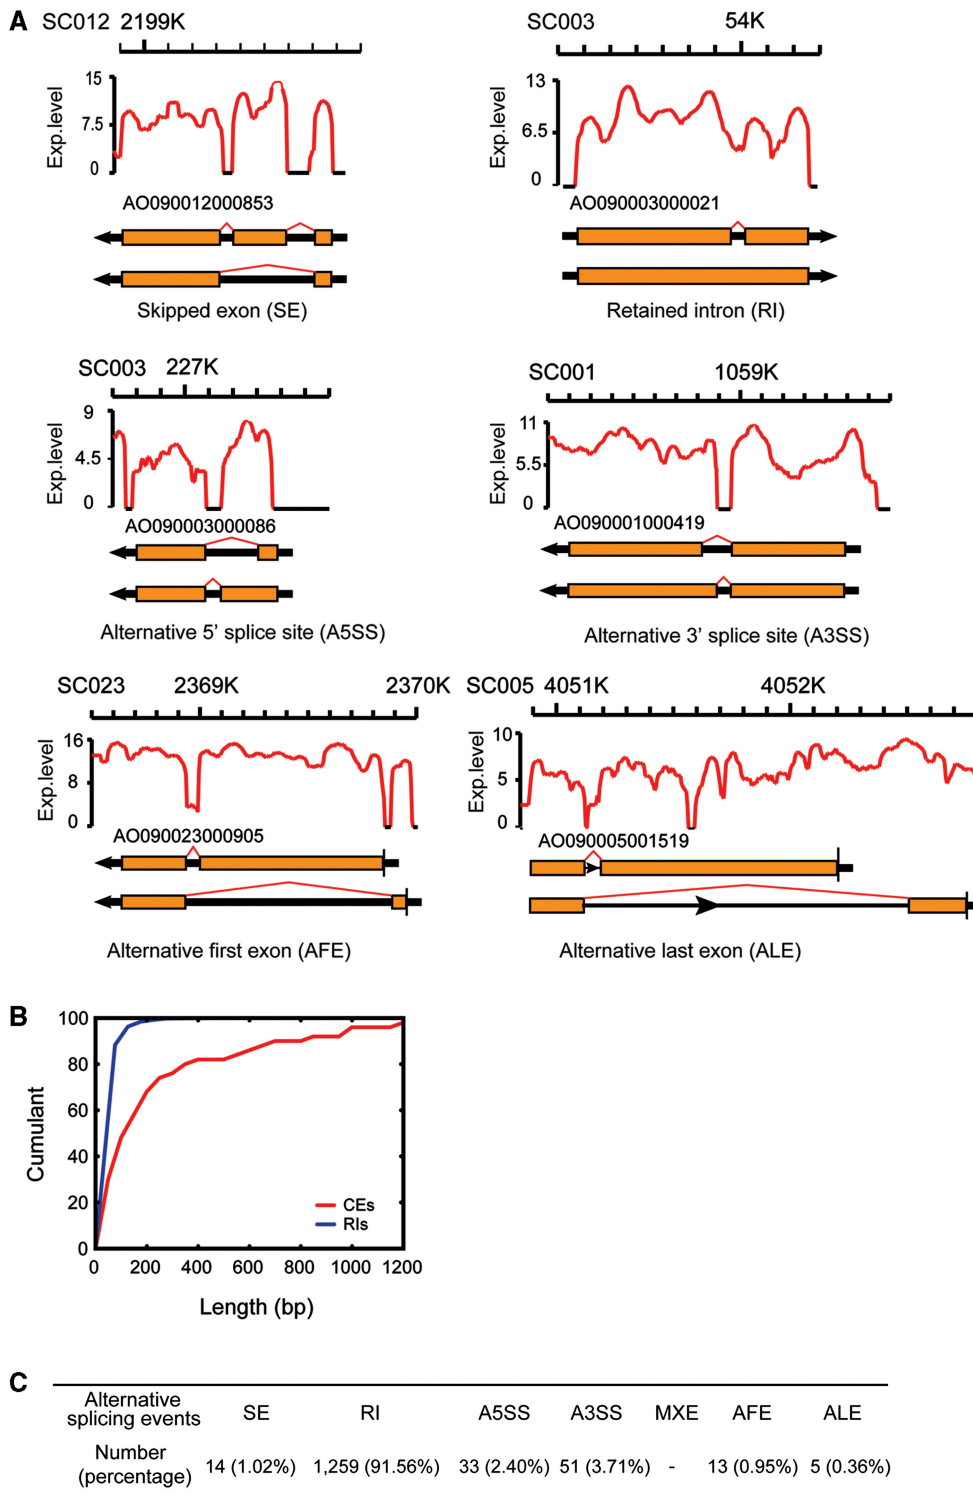 A
SC012 2199K
Exp.level
15
7.5
0
AO090012000853
Skipped exon (SE)
SC003 54K
Exp.level
13
6.5
0
AO090003000021
Retained intron (RI)
SC003 227K
Exp.level
9
4.5
0
AO090003000086
Alternative 5' splice site (A5SS)
SC001 1059K
Exp.level
11
5.5
0
AO090001000419
Alternative 3' splice site (A3SS)
SC023 2369K 2370K
Exp.level
16
8
0
AO090023000905
Alternative first exon (AFE)
SC005 4051K 4052K
Exp.level
10
5
0
AO0900005001519
Alternative last exon (ALE)
B
Cumulant
100
80
60
40
20
0
CEs
RIs
0 200 400 600 800 1000 1200
Length (bp)
C
Alternative splicing events SE RI A5SS A3SS MXE AFE ALE
Number (percentage) 14 (1.02%) 1,259 (91.56%) 33 (2.40%) 51 (3.71%) - 13 (0.95%) 5 (0.36%)